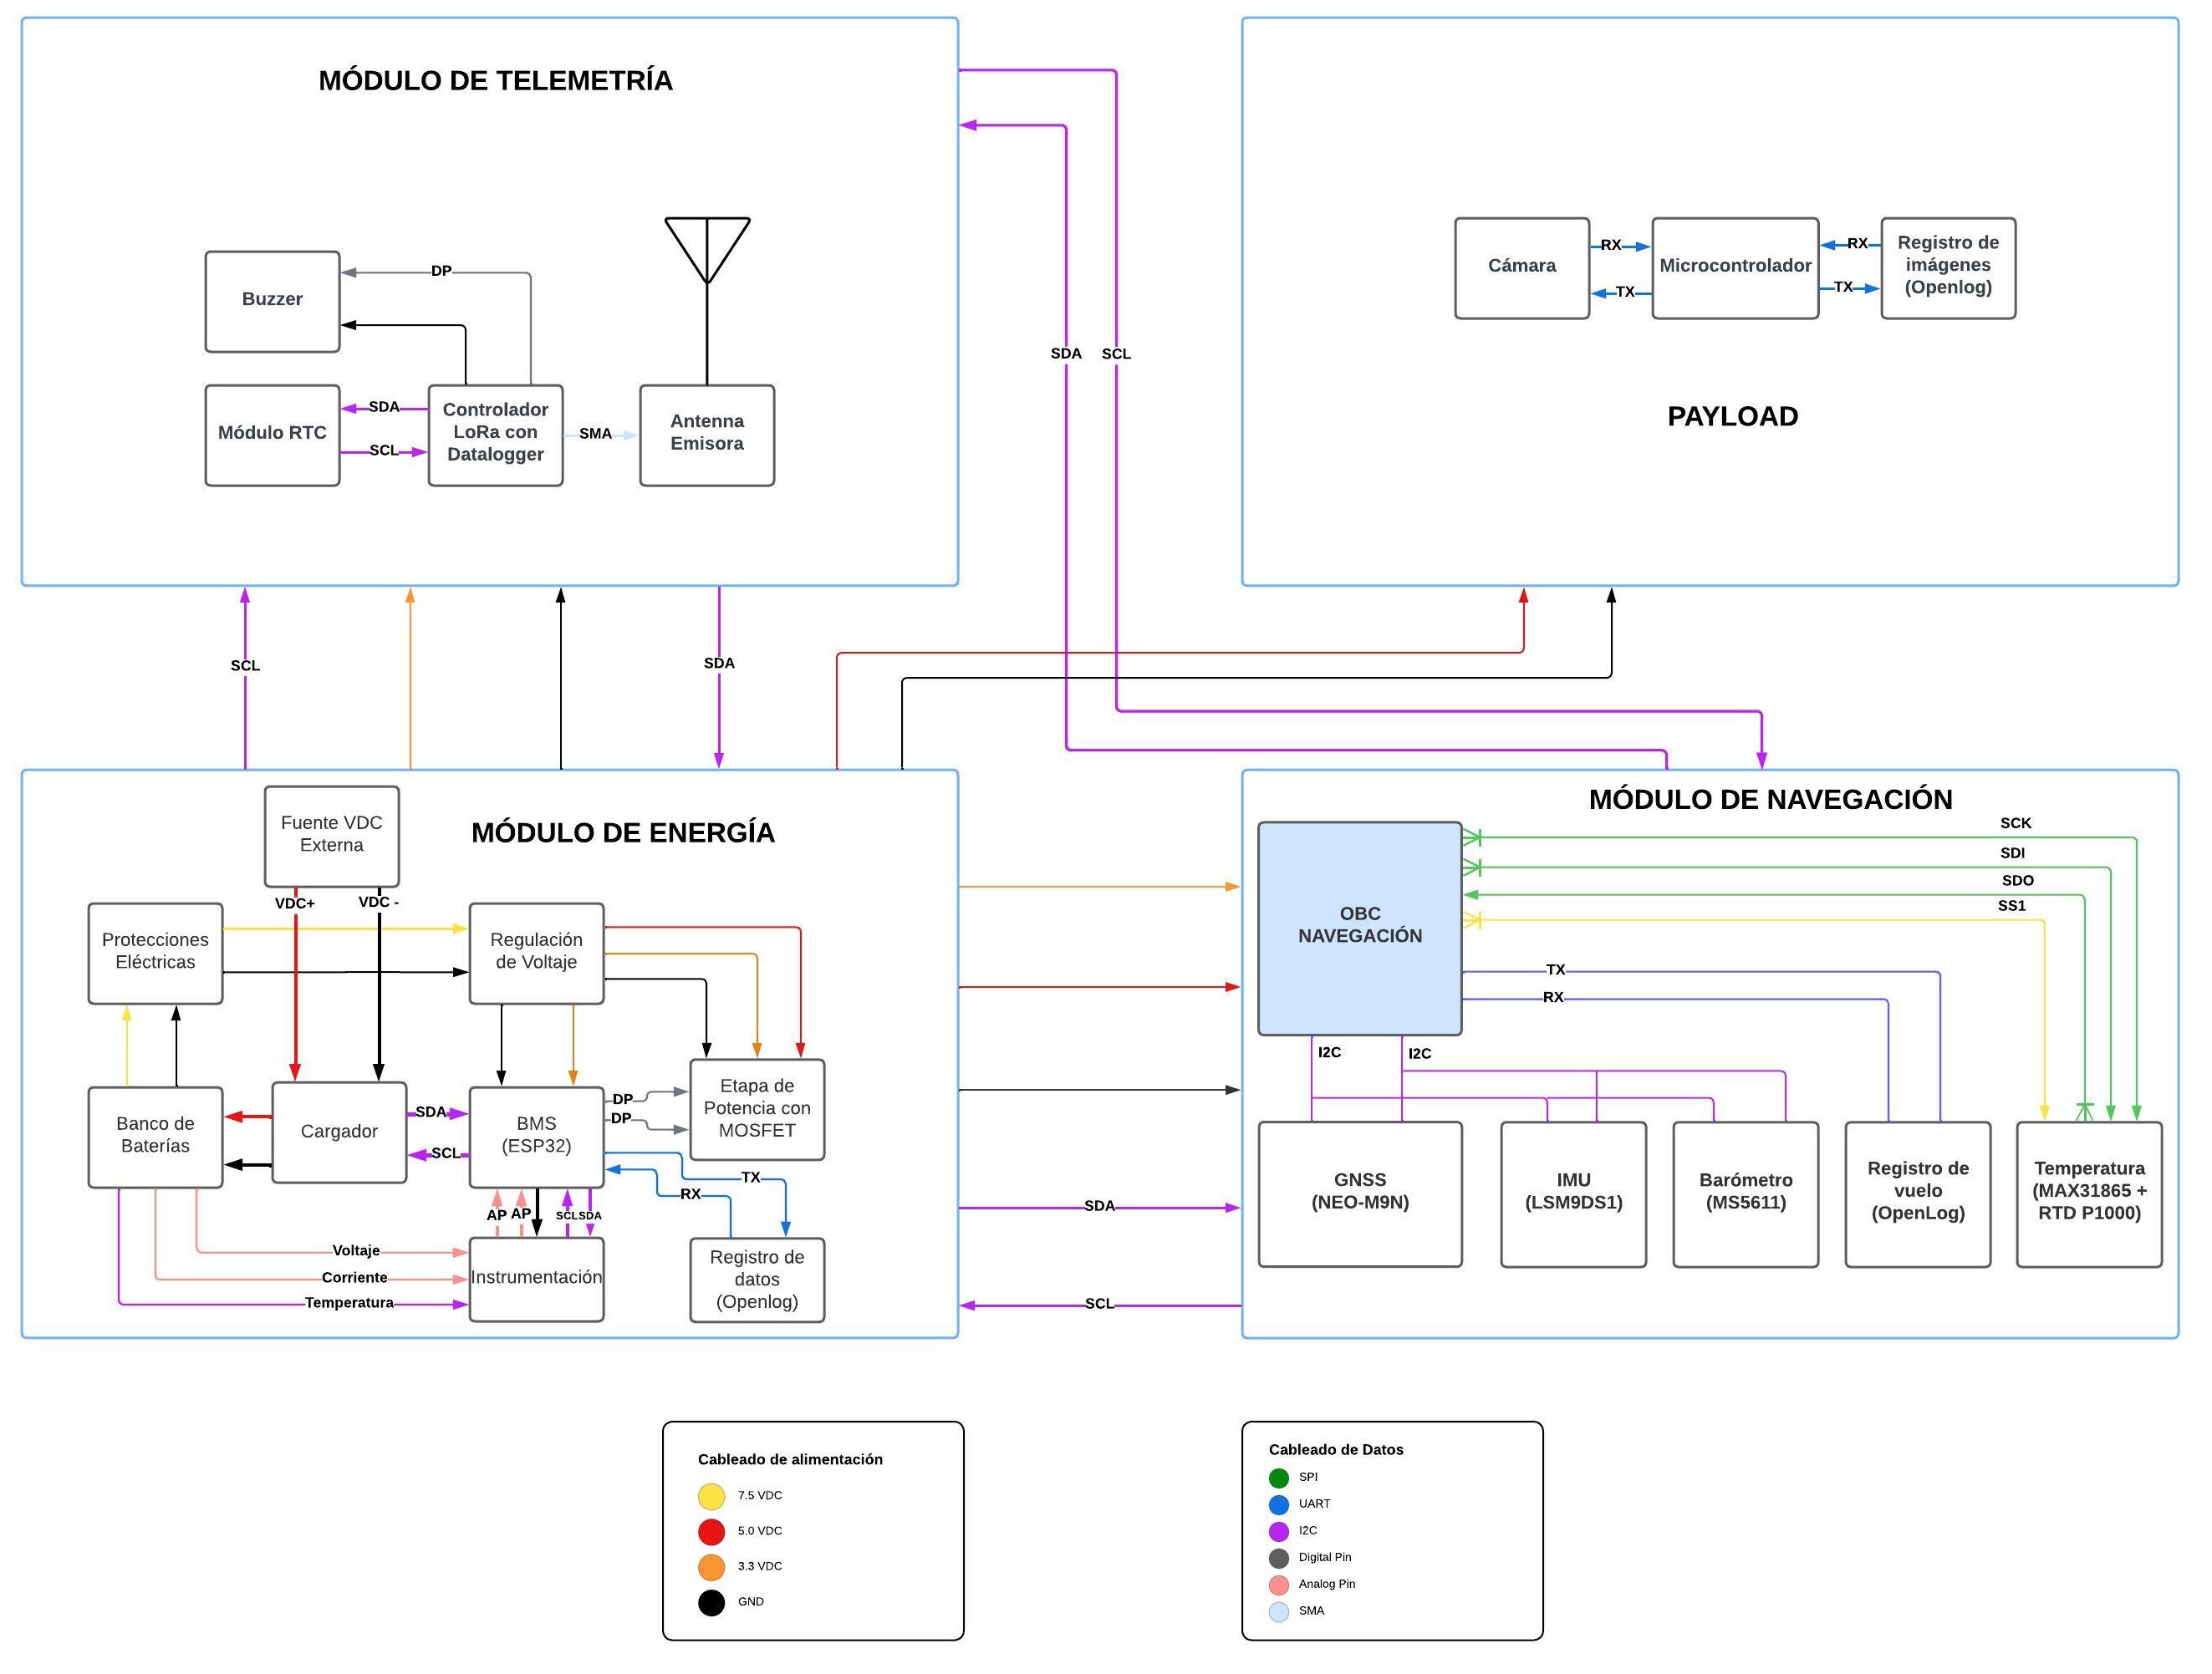 MÓDULO DE TELEMETRÍA
Buzzer
DP
Módulo RTC
SDA
SCL
Controlador
LoRa con
Datalogger
SMA
Antenna
Emisora
SDA
SCL
Cámara
RX
TX
Microcontrolador
RX
TX
Registro de
imágenes
(Openlog)
PAYLOAD
SCL
SDA
MÓDULO DE ENERGÍA
Fuente VDC
Externa
VDC+
VDC -
Protecciones
Eléctricas
Regulación
de Voltaje
Banco de
Baterías
Cargador
SDA
SCL
BMS
(ESP32)
DP
DP
Etapa de
Potencia con
MOSFET
TX
RX
AP
AP
SCL
SDA
Voltaje
Corriente
Temperatura
Instrumentación
Registro de
datos
(Openlog)
SDA
SCL
MÓDULO DE NAVEGACIÓN
OBC
NAVEGACIÓN
SCK
SDI
SDO
SS1
TX
RX
I2C
I2C
GNSS
(NEO-M9N)
IMU
(LSM9DS1)
Barómetro
(MS5611)
Registro de
vuelo
(OpenLog)
Temperatura
(MAX31865 +
RTD P1000)
Cableado de alimentación
7.5 VDC
5.0 VDC
3.3 VDC
GND
Cableado de Datos
SPI
UART
I2C
Digital Pin
Analog Pin
SMA